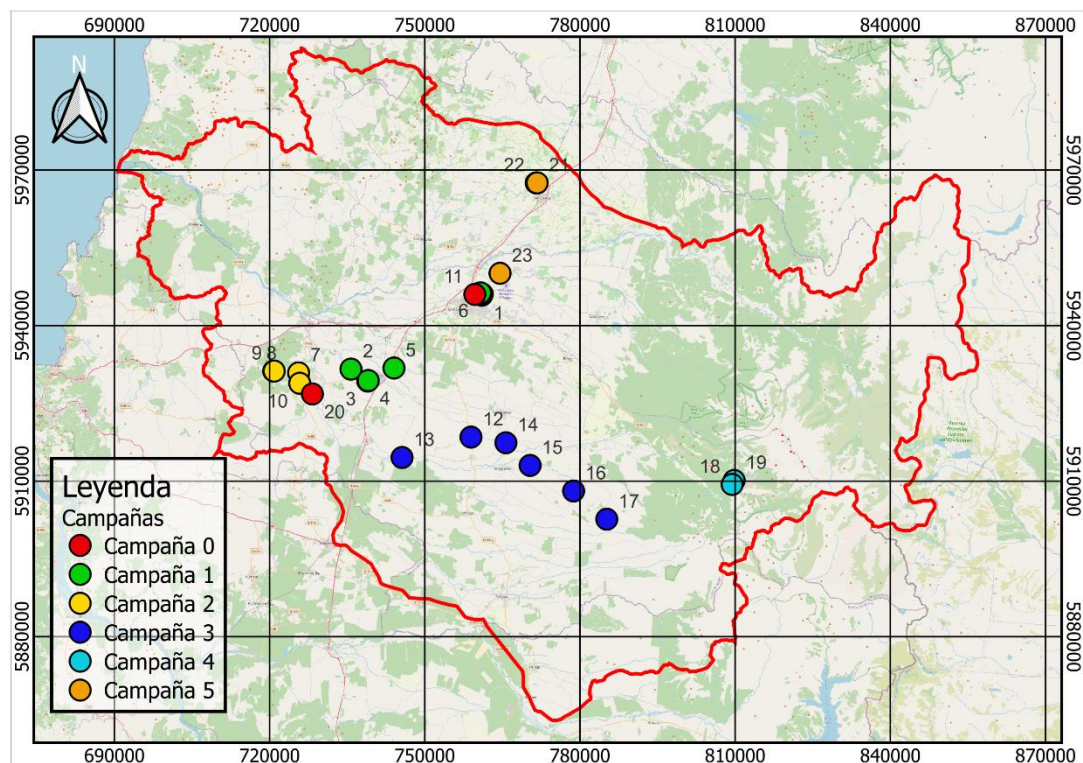 690000 720000 750000 780000 810000 840000 870000
N
5970000 5970000
22 21
23
11
6 1
5940000 5940000
9 8 7 2 5
10 3 4
20
12 14
13 15
16
18 19
17
5910000 5910000
5880000 5880000
Leyenda
Campañas
Campaña 0
Campaña 1
Campaña 2
Campaña 3
Campaña 4
Campaña 5
690000 720000 750000 780000 810000 840000 870000